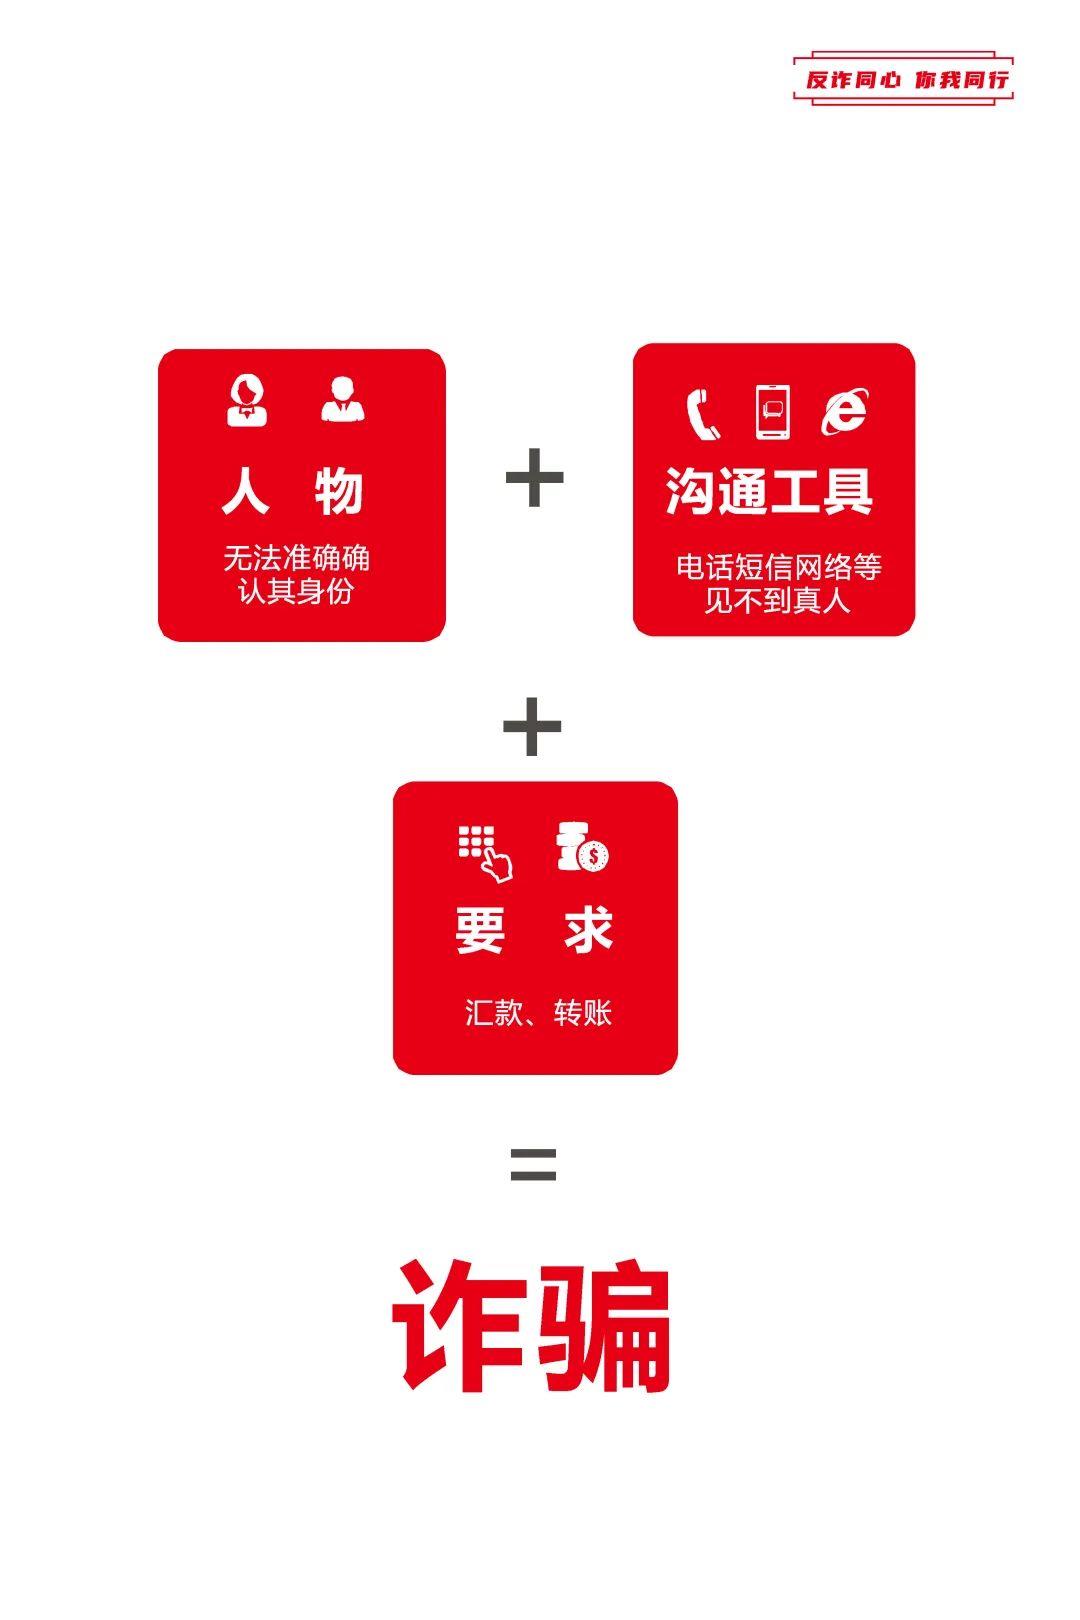 反诈同心 你我同行
人 物
无法准确确
认其身份
+
沟通工具
电话短信网络等
见不到真人
+
要 求
汇款、转账
=
诈骗